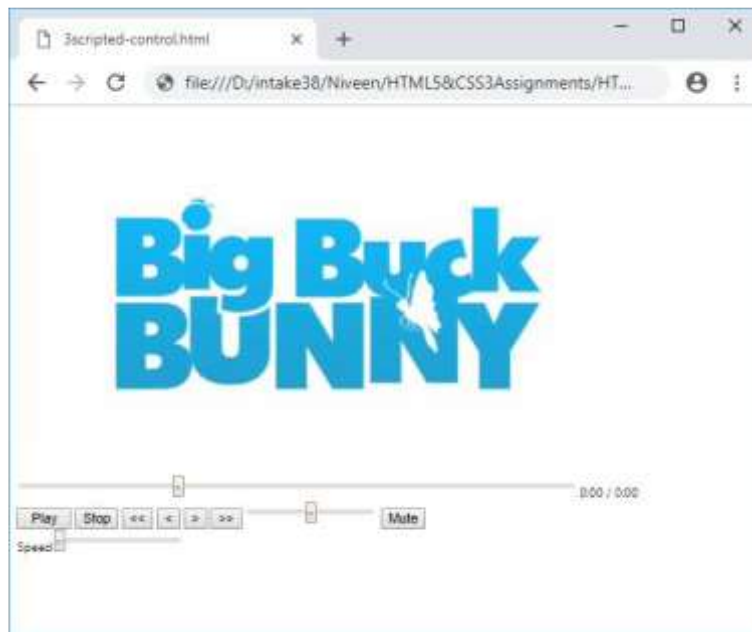 3scripted-control.html
file:///D:/intake38/Niveen/HTML5&CSS3Assignments/HT...
Big Buck
BUNNY
0:00 / 0:00
Play Stop << < > >> Mute
Speed